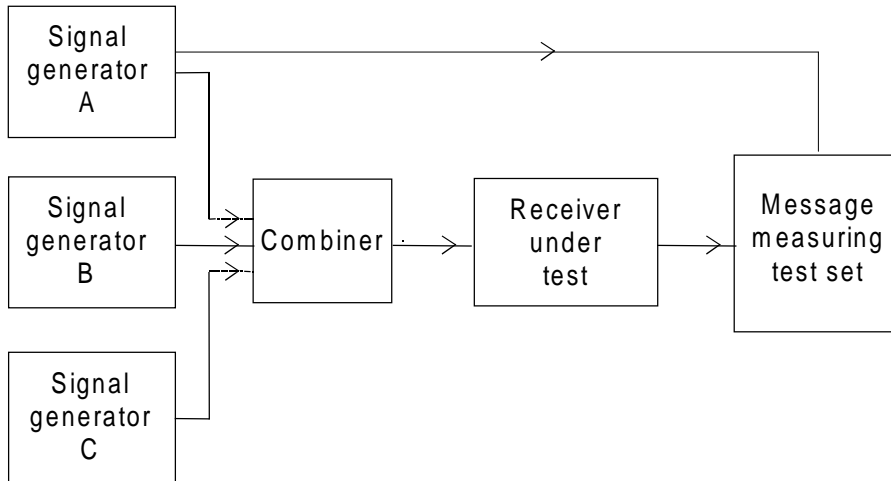 Signal
generator
A
Signal
generator
B
Signal
generator
C
Combiner
Receiver
under
test
Message
measuring
test set